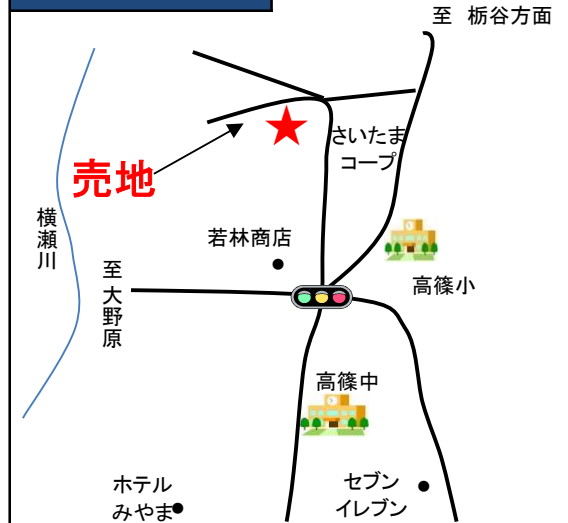 至 栃谷方面
さいたま
コープ
売地
横瀬川
若林商店
至大野原
高篠小
高篠中
ホテル
みやま
セブン
イレブン